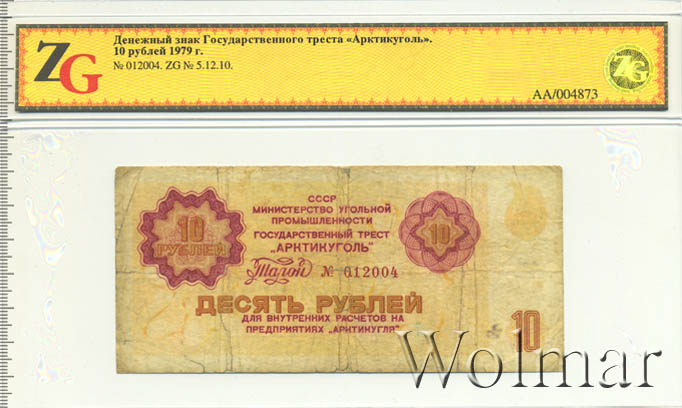 ZG
Денежный знак Государственного треста «Арктикуголь».
10 рублей 1979 г.
№ 012004. ZG № 5.12.10.
ZG
AA/004873
СССР
МИНИСТЕРСТВО УГОЛЬНОЙ
ПРОМЫШЛЕННОСТИ
ГОСУДАРСТВЕННЫЙ ТРЕСТ
„АРКТИКУГОЛЬ"
10
РУБЛЕЙ
10
Талон № 012004
ДЕСЯТЬ РУБЛЕЙ
ДЛЯ ВНУТРЕННИХ РАСЧЕТОВ НА
ПРЕДПРИЯТИЯХ „АРКТИКУГЛЯ"
10
Wolmar